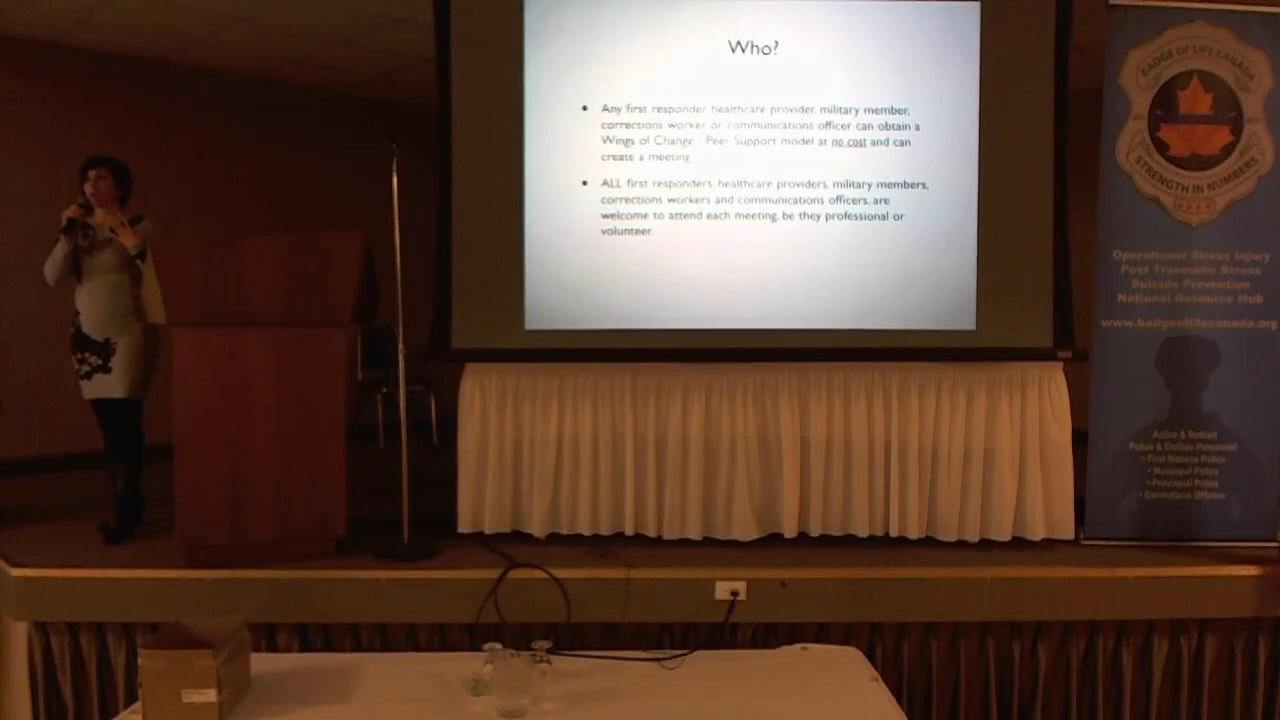 Who?
• Any first responder, healthcare provider, military member,
corrections worker or communications officer can obtain a
Wings of Change - Peer Support model at no cost and can
create a meeting
• ALL first responders, healthcare providers, military members,
corrections workers and communications officers, are
welcome to attend each meeting, be they professional or
volunteer.
BADGE OF LIFE CANADA
STRENGTH IN NUMBERS
Operational Stress Injury
Post Traumatic Stress
Suicide Prevention
National Resource Hub
www.badgeoflifecanada.org
Active & Retired
Police & Civilian Personnel
• First Nations Police
• Municipal Police
• Provincial Police
• Corrections Officers